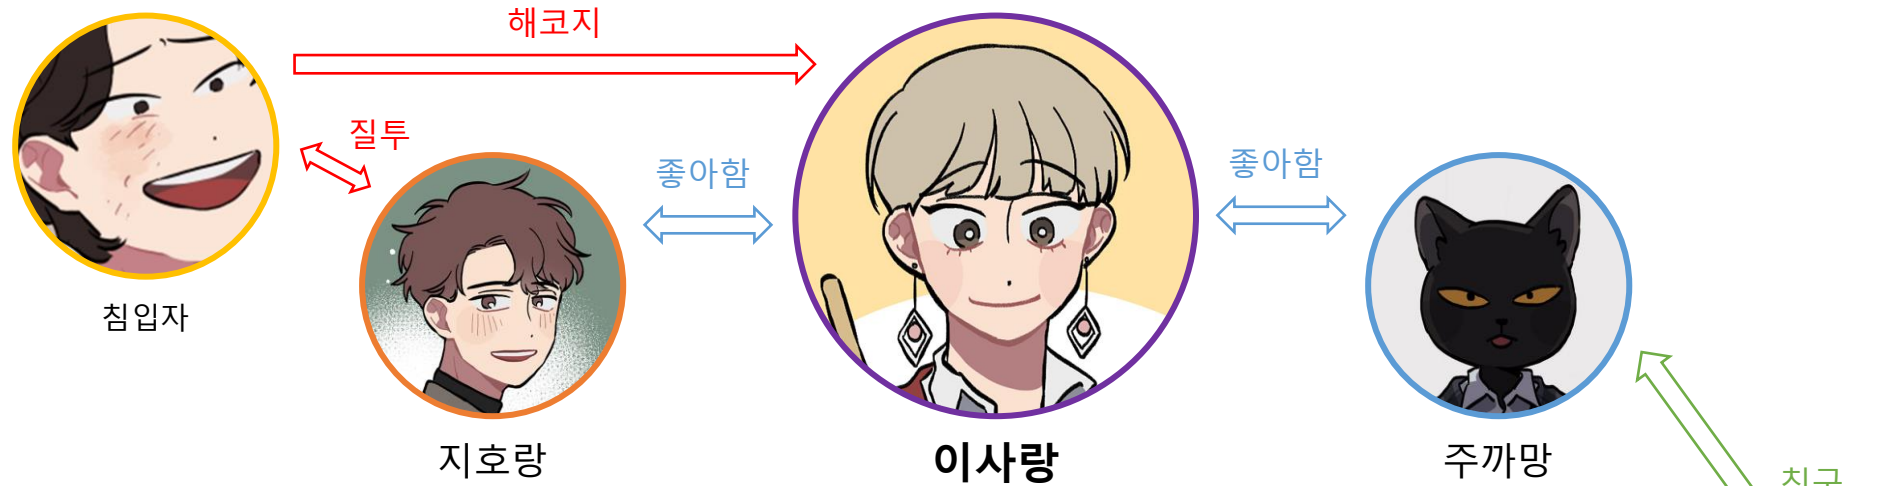 해코지
질투
좋아함
좋아함
침입자
지호랑
이사랑
주까망